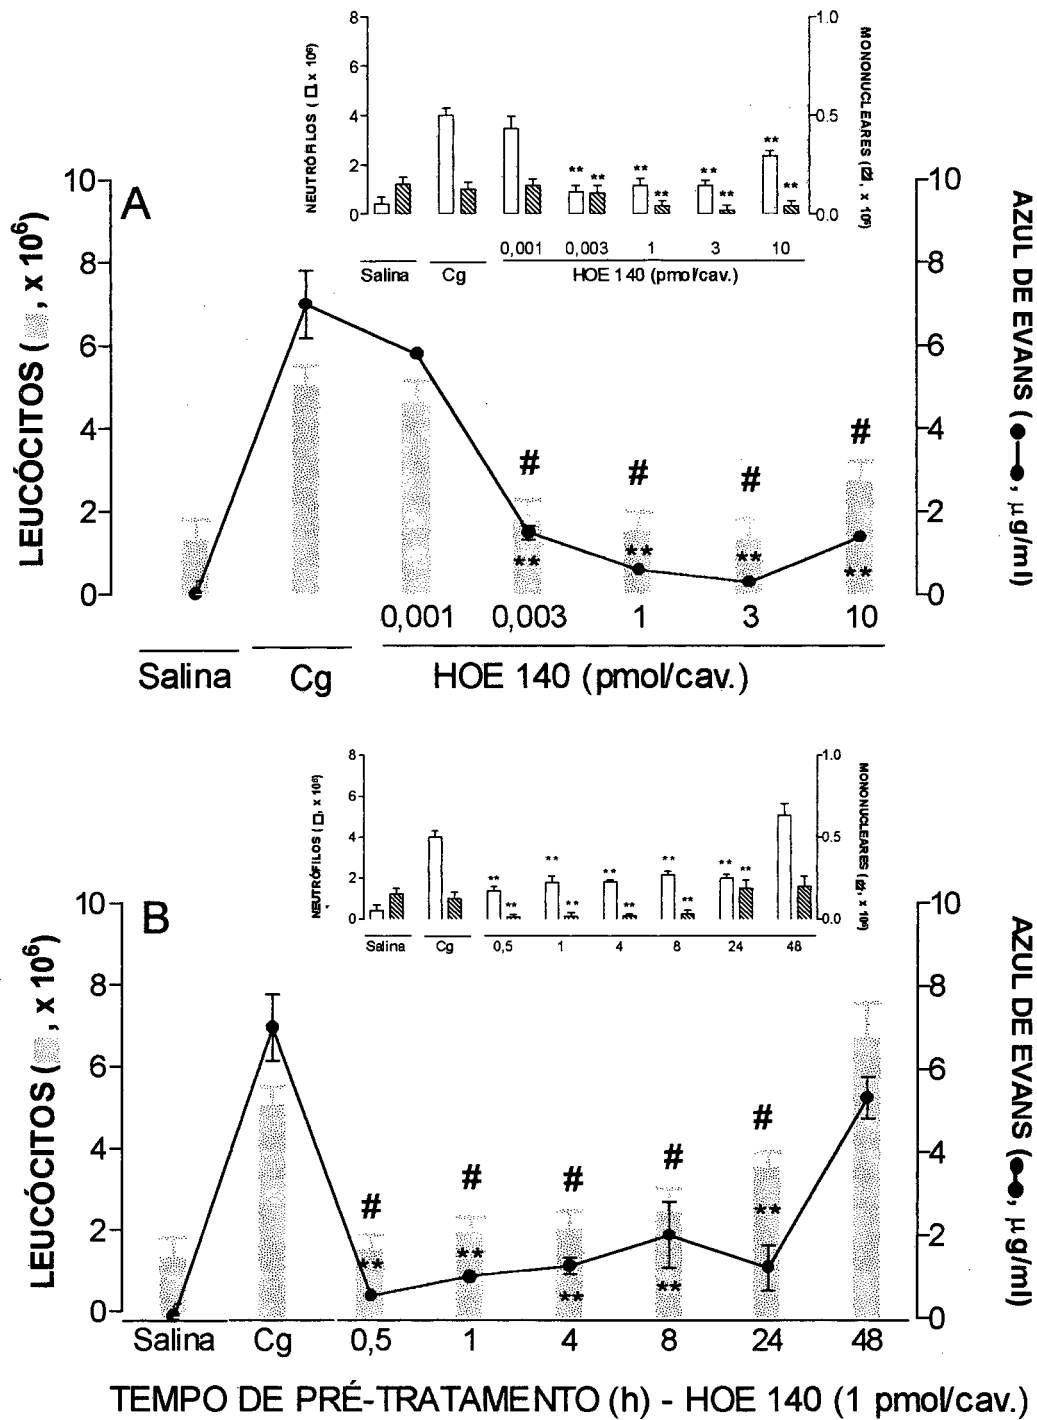 8
6
4
2
0
NEUTRÓFILOS (□, x 10⁶)
1.0
0.5
0.0
MONONUCLEARES (▨, x 10⁶)
** ** ** ** ** ** ** **
0,001 0,003 1 3 10
Salina Cg HOE 140 (pmol/cav.)
A
10
8
6
4
2
0
LEUCÓCITOS (, x 10⁶)
10
8
6
4
2
0
AZUL DE EVANS (●─●, µg/ml)
# # # #
** ** ** **
0,001 0,003 1 3 10
Salina Cg HOE 140 (pmol/cav.)
8
6
4
2
0
NEUTRÓFILOS (□, x 10⁶)
1.0
0.5
0.0
MONONUCLEARES (▨, x 10⁶)
** ** ** ** ** ** ** ** ** **
Salina Cg 0,5 1 4 8 24 48
B
10
8
6
4
2
0
LEUCÓCITOS (, x 10⁶)
10
8
6
4
2
0
AZUL DE EVANS (●─●, µg/ml)
# # # # #
** ** ** ** **
Salina Cg 0,5 1 4 8 24 48
TEMPO DE PRÉ-TRATAMENTO (h) - HOE 140 (1 pmol/cav.)